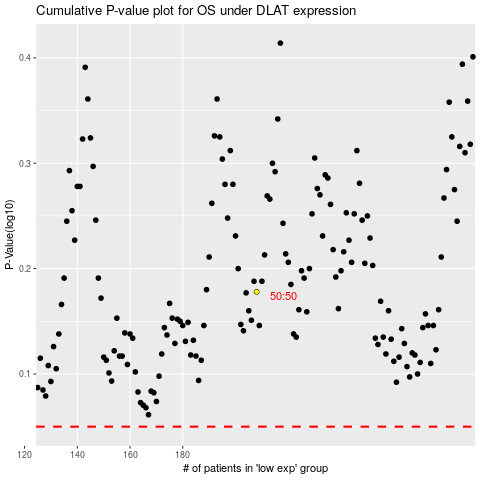 Cumulative P-value plot for OS under DLAT expression
P-Value(log10)
0.4
0.3
0.2
0.1
50:50
120 140 160 180
# of patients in 'low exp' group